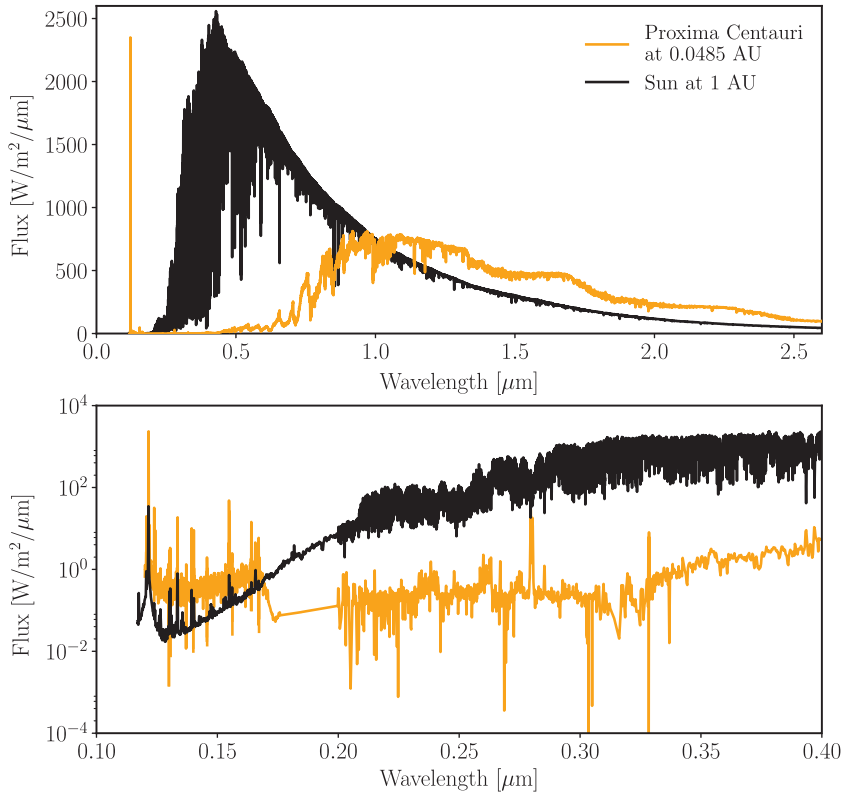 2500
2000
1500
1000
500
0
Flux [W/m²/μm]
Proxima Centauri
at 0.0485 AU
Sun at 1 AU
0.0 0.5 1.0 1.5 2.0 2.5
Wavelength [μm]
10⁴
10²
10⁰
10⁻²
10⁻⁴
Flux [W/m²/μm]
0.10 0.15 0.20 0.25 0.30 0.35 0.40
Wavelength [μm]